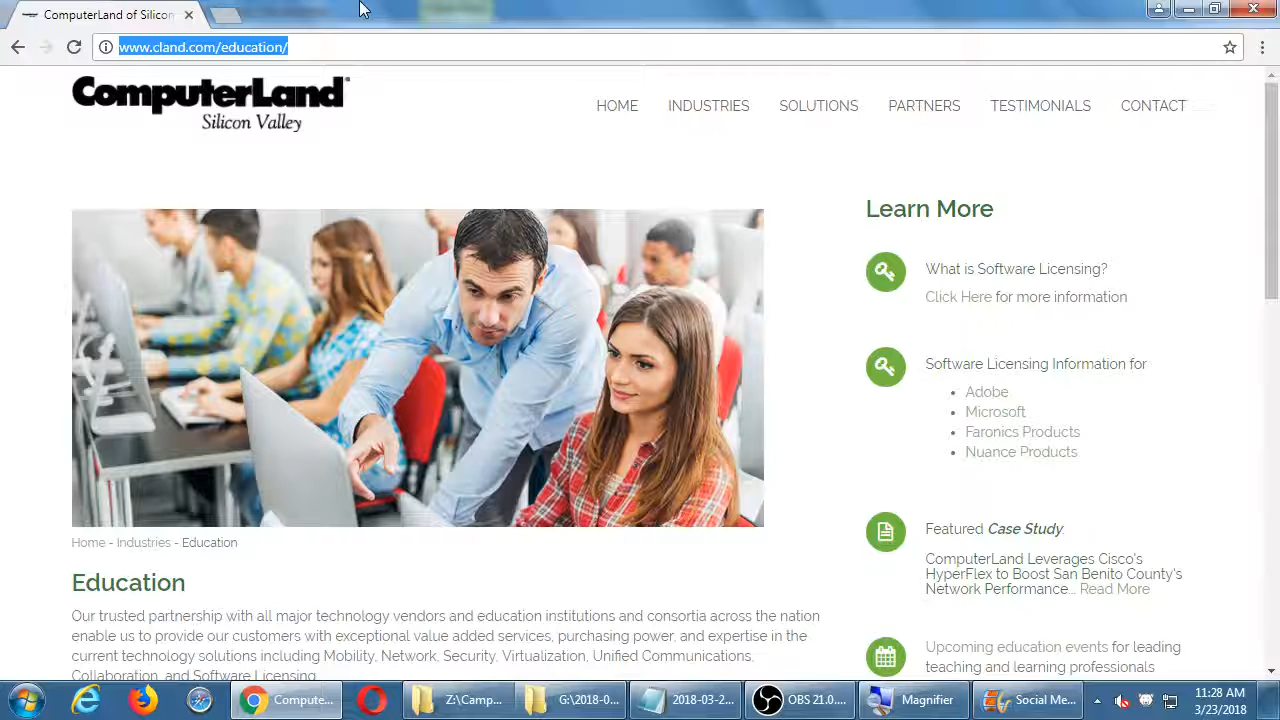 ComputerLand of Silicon
www.cland.com/education/
ComputerLand
Silicon Valley
HOME INDUSTRIES SOLUTIONS PARTNERS TESTIMONIALS CONTACT
Learn More
What is Software Licensing?
Click Here for more information
Software Licensing Information for
• Adobe
• Microsoft
• Faronics Products
• Nuance Products
Featured Case Study:
ComputerLand Leverages Cisco's
HyperFlex to Boost San Benito County's
Network Performance... Read More
Upcoming education events for leading
teaching and learning professionals
Home - Industries - Education
Education
Our trusted partnership with all major technology vendors and education institutions and consortia across the nation
enable us to provide our customers with exceptional value added services, purchasing power, and expertise in the
current technology solutions including Mobility, Network, Security, Virtualization, Unified Communications,
Collaboration, and Software Licensing
Compute... Z:\Camp... G:\2018-0... 2018-03-2... OBS 21.0.... Magnifier Social Me... 11:28 AM
3/23/2018